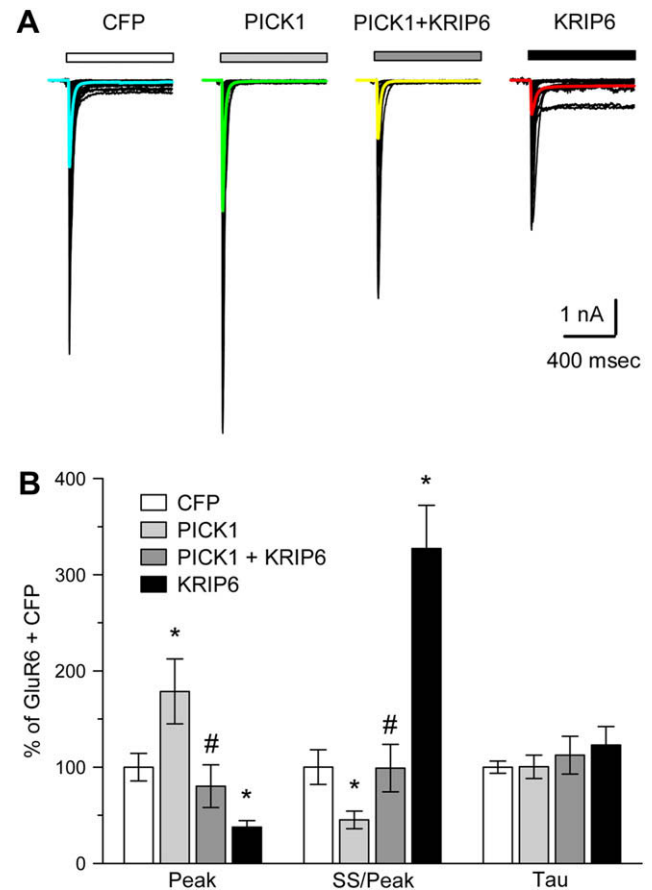 A
CFP PICK1 PICK1+KRIP6 KRIP6
1 nA
400 msec
B
% of GluR6 + CFP
400
300
200
100
0
CFP
PICK1
PICK1 + KRIP6
KRIP6
* # *
* # *
Peak SS/Peak Tau